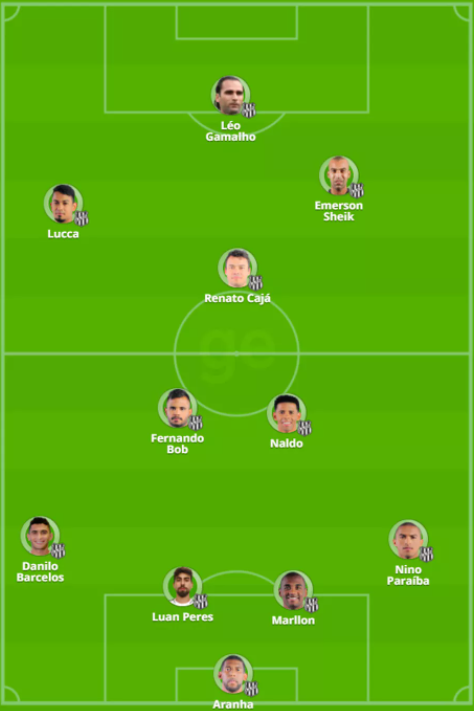 Léo
Gamalho
Emerson
Sheik
Lucca
Renato Cajá
ge
Fernando
Bob
Naldo
Danilo
Barcelos
Nino
Paraíba
Luan Peres
Marllon
Aranha